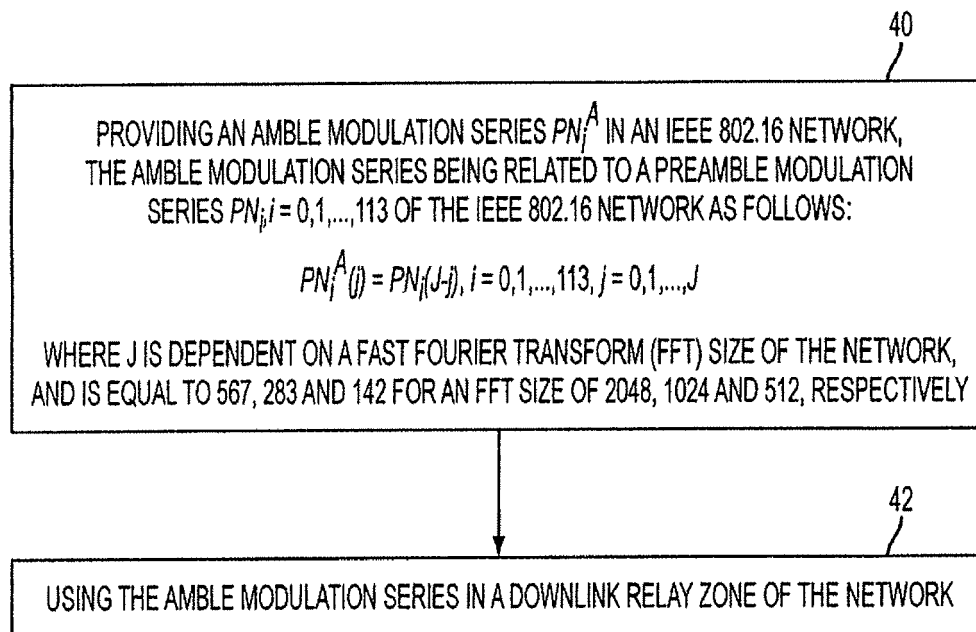 40
PROVIDING AN AMBLE MODULATION SERIES PN_i^A IN AN IEEE 802.16 NETWORK,
THE AMBLE MODULATION SERIES BEING RELATED TO A PREAMBLE MODULATION
SERIES PN_i, i = 0,1,...,113 OF THE IEEE 802.16 NETWORK AS FOLLOWS:
PN_i^A(j) = PN_i(J-j), i = 0,1,...,113, j = 0,1,...,J
WHERE J IS DEPENDENT ON A FAST FOURIER TRANSFORM (FFT) SIZE OF THE NETWORK,
AND IS EQUAL TO 567, 283 AND 142 FOR AN FFT SIZE OF 2048, 1024 AND 512, RESPECTIVELY
42
USING THE AMBLE MODULATION SERIES IN A DOWNLINK RELAY ZONE OF THE NETWORK